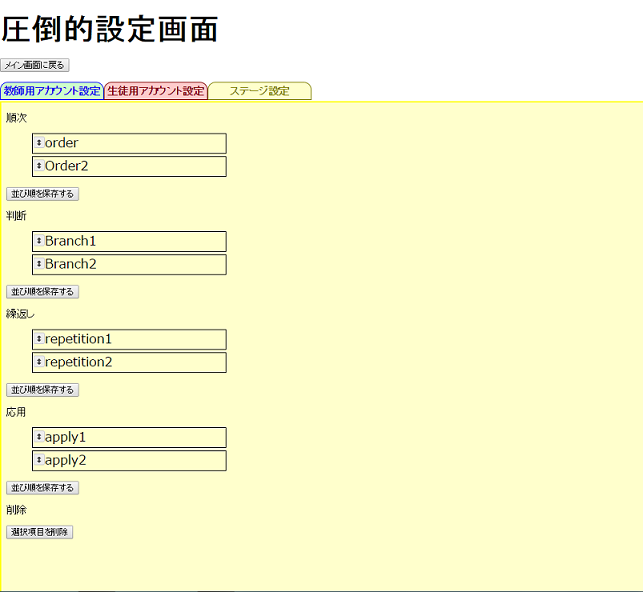 圧倒的設定画面
メイン画面に戻る
教師用アカウント設定 生徒用アカウント設定 ステージ設定
順次
order
Order2
並び順を保存する
判断
Branch1
Branch2
並び順を保存する
繰返し
repetition1
repetition2
並び順を保存する
応用
apply1
apply2
並び順を保存する
削除
選択項目を削除